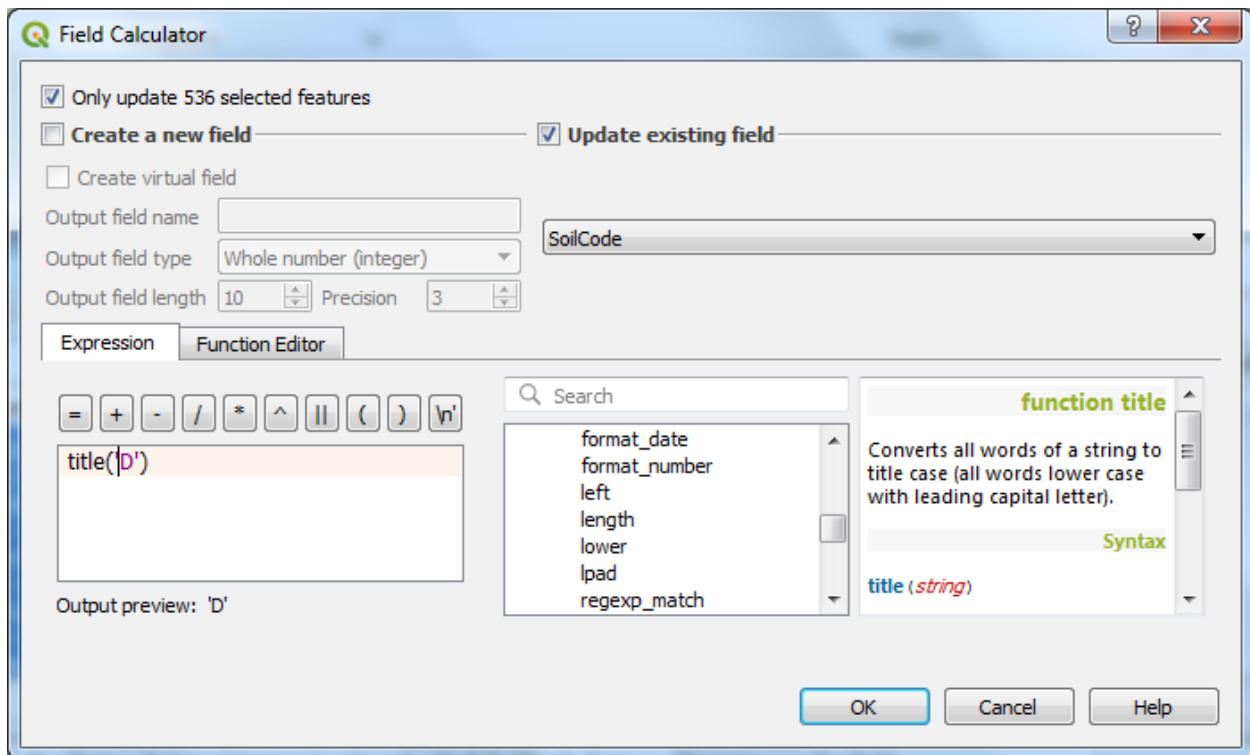 Field Calculator
Only update 536 selected features
Create a new field
Update existing field
Create virtual field
Output field name
SoilCode
Output field type Whole number (integer)
Output field length 10 Precision 3
Expression Function Editor
= + - / * ^ || ( ) \n'
title('D')
Output preview: 'D'
Search
format_date
format_number
left
length
lower
lpad
regexp_match
function title
Converts all words of a string to
title case (all words lower case
with leading capital letter).
Syntax
title (string)
OK Cancel Help